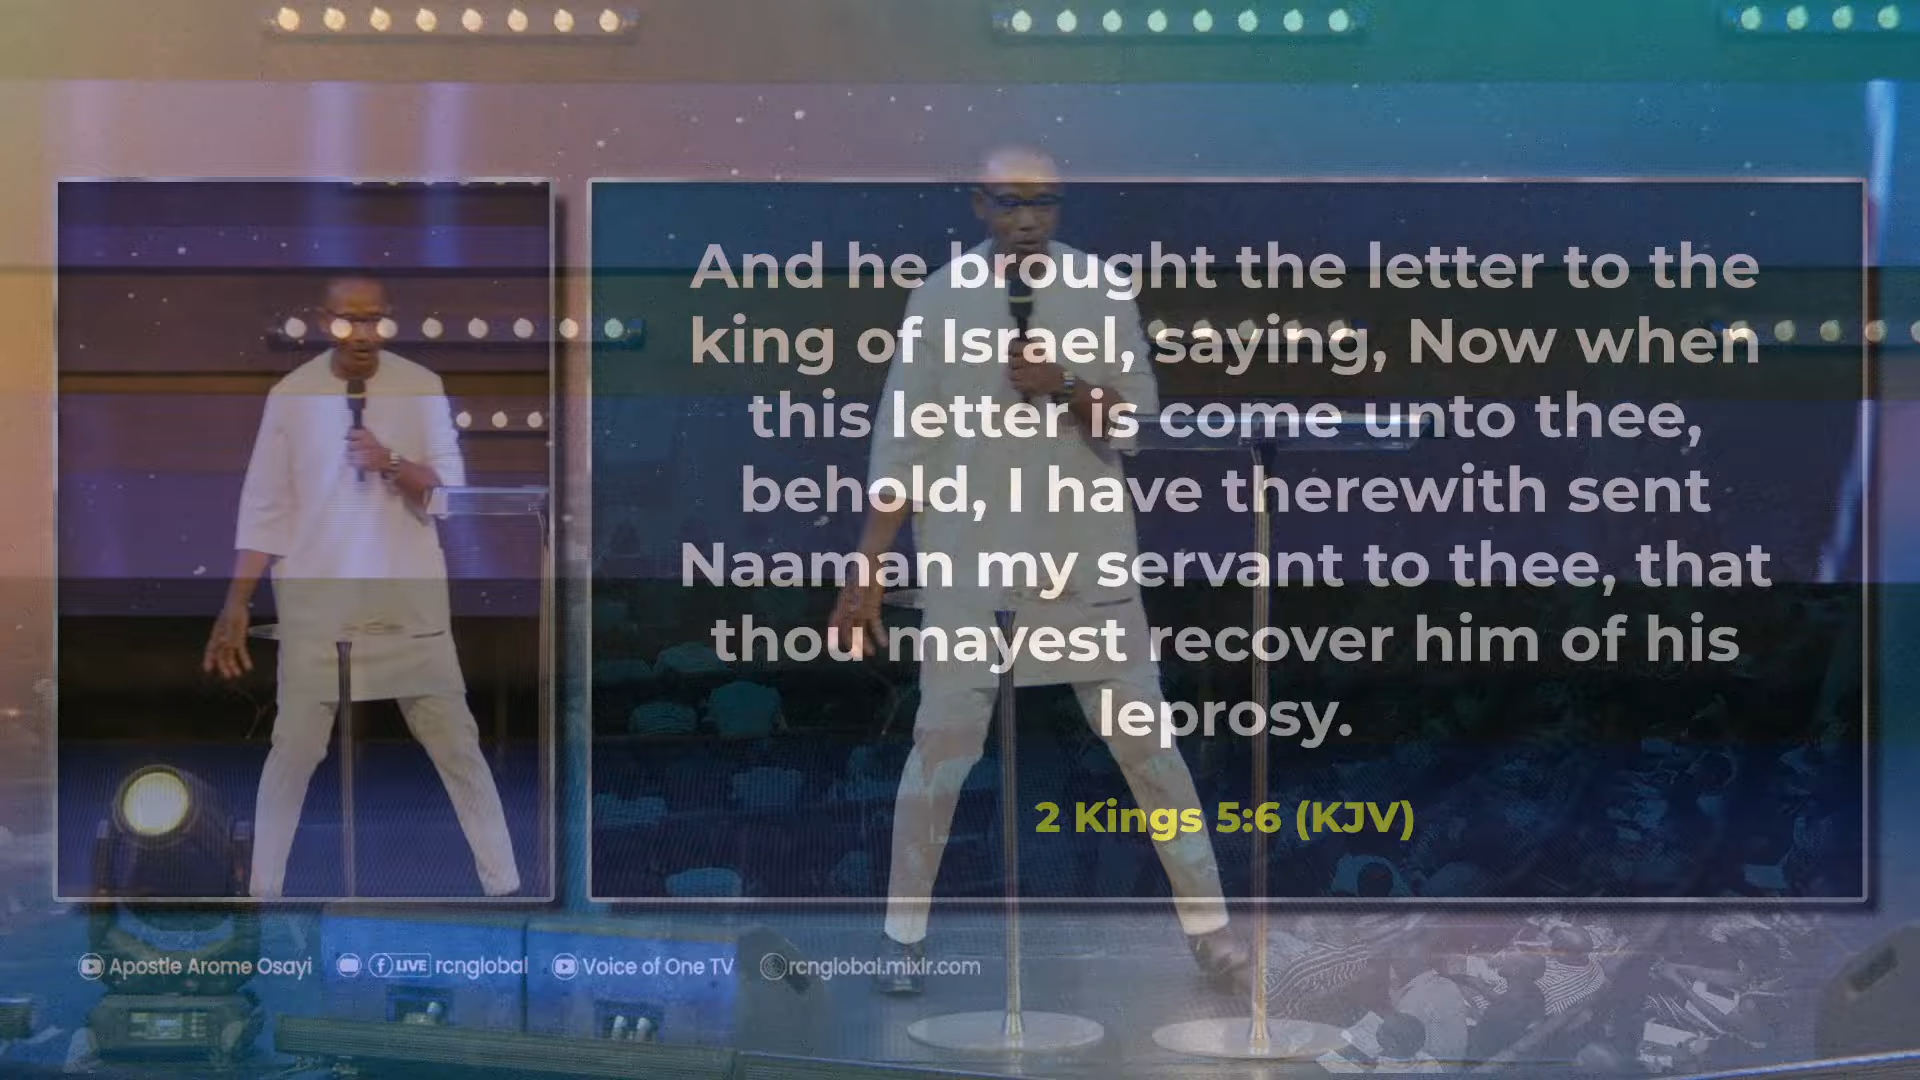 And he brought the letter to the
king of Israel, saying, Now when
this letter is come unto thee,
behold, I have therewith sent
Naaman my servant to thee, that
thou mayest recover him of his
leprosy.
2 Kings 5:6 (KJV)
Apostle Arome Osayi LIVE rcnglobal Voice of One TV rcnglobal.mixlr.com